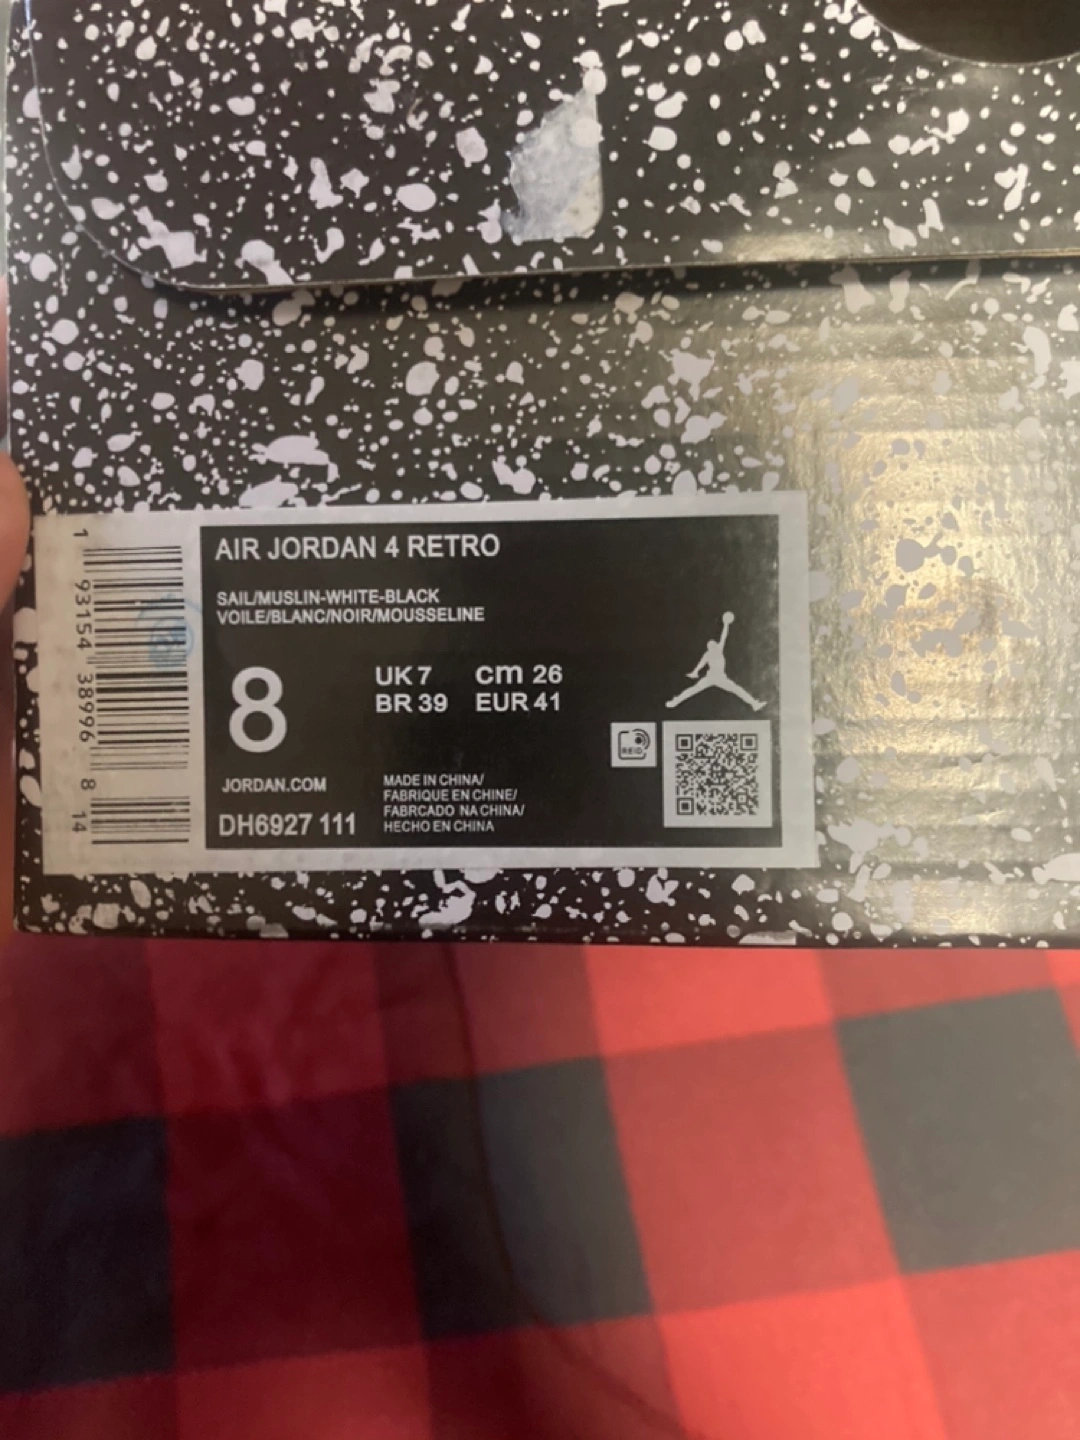 AIR JORDAN 4 RETRO
SAIL/MUSLIN-WHITE-BLACK
VOILE/BLANC/NOIR/MOUSSELINE
8
UK 7 cm 26
BR 39 EUR 41
REID
JORDAN.COM
DH6927 111
MADE IN CHINA/
FABRIQUE EN CHINE/
FABRCADO NA CHINA/
HECHO EN CHINA
1 93154 38996 8 14